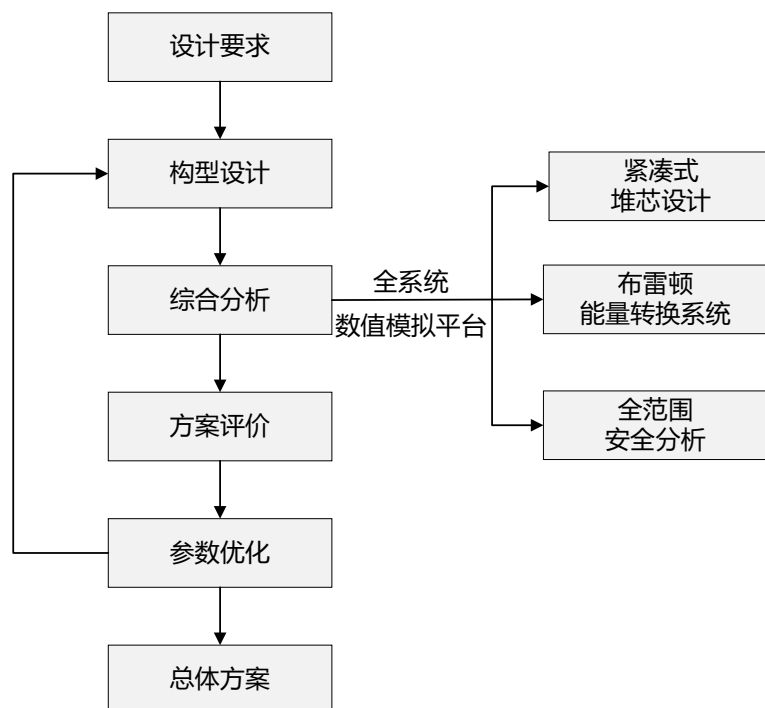 设计要求
构型设计
综合分析
方案评价
参数优化
总体方案
全系统
数值模拟平台
紧凑式
堆芯设计
布雷顿
能量转换系统
全范围
安全分析